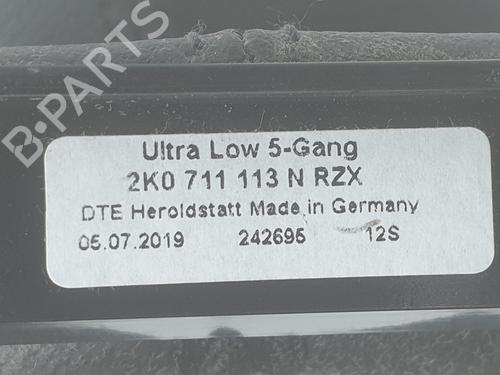 B-PARTS
Ultra Low 5-Gang
2K0 711 113 N RZX
DTE Heroldstatt Made in Germany
05.07.2019 242695 12S